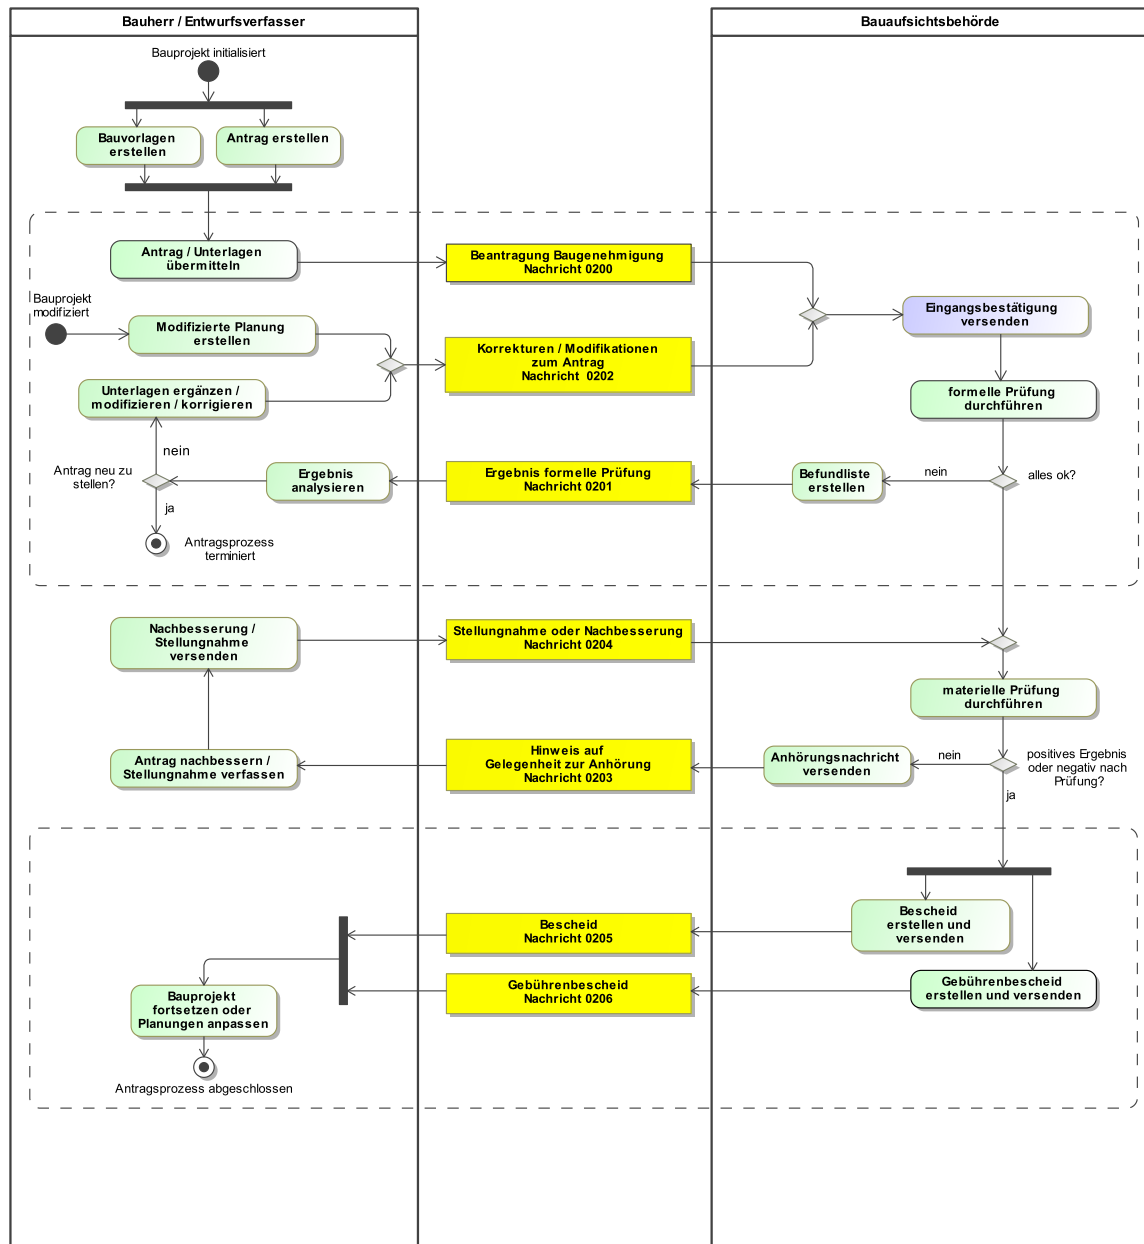 Bauherr / Entwurfsverfasser
Bauaufsichtsbehörde
Bauprojekt initialisiert
Bauvorlagen
erstellen
Antrag erstellen
Antrag / Unterlagen
übermitteln
Beantragung Baugenehmigung
Nachricht 0200
Bauprojekt
modifiziert
Modifizierte Planung
erstellen
Eingangsbestätigung
versenden
Korrekturen / Modifikationen
zum Antrag
Nachricht 0202
Unterlagen ergänzen /
modifizieren / korrigieren
formelle Prüfung
durchführen
nein
Antrag neu zu
stellen?
Ergebnis
analysieren
Ergebnis formelle Prüfung
Nachricht 0201
Befundliste
erstellen
nein
alles ok?
ja
Antragsprozess
terminiert
Nachbesserung /
Stellungnahme
versenden
Stellungnahme oder Nachbesserung
Nachricht 0204
materielle Prüfung
durchführen
Antrag nachbessern /
Stellungnahme verfassen
Hinweis auf
Gelegenheit zur Anhörung
Nachricht 0203
Anhörungsnachricht
versenden
nein
positives Ergebnis
oder negativ nach
Prüfung?
ja
Bescheid
Nachricht 0205
Bescheid
erstellen und
versenden
Gebührenbescheid
Nachricht 0206
Gebührenbescheid
erstellen und versenden
Bauprojekt
fortsetzen oder
Planungen anpassen
Antragsprozess abgeschlossen